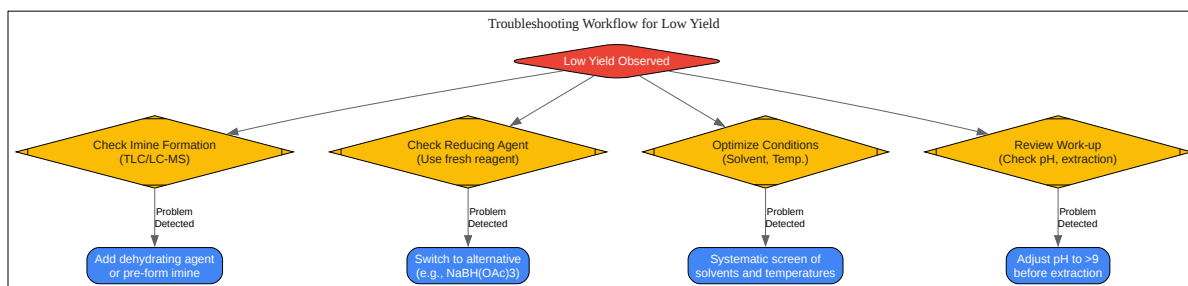 Troubleshooting Workflow for Low Yield
Low Yield Observed
Check Imine Formation
(TLC/LC-MS)
Check Reducing Agent
(Use fresh reagent)
Optimize Conditions
(Solvent, Temp.)
Review Work-up
(Check pH, extraction)
Problem
Detected
Problem
Detected
Problem
Detected
Problem
Detected
Add dehydrating agent
or pre-form imine
Switch to alternative
(e.g., NaBH(OAc)3)
Systematic screen of
solvents and temperatures
Adjust pH to >9
before extraction